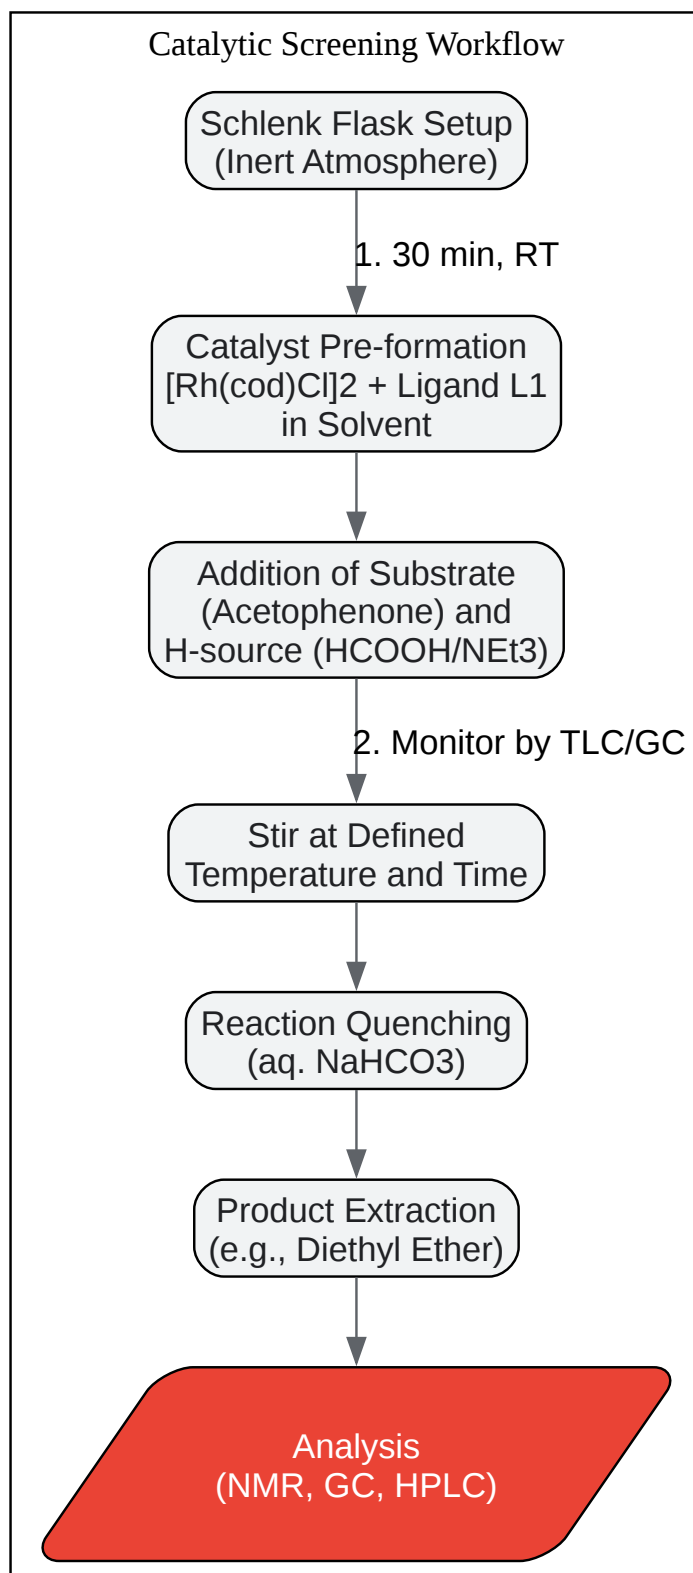 Catalytic Screening Workflow
Schlenk Flask Setup
(Inert Atmosphere)
1. 30 min, RT
Catalyst Pre-formation
[Rh(cod)Cl]2 + Ligand L1
in Solvent
Addition of Substrate
(Acetophenone) and
H-source (HCOOH/NEt3)
2. Monitor by TLC/GC
Stir at Defined
Temperature and Time
Reaction Quenching
(aq. NaHCO3)
Product Extraction
(e.g., Diethyl Ether)
Analysis
(NMR, GC, HPLC)